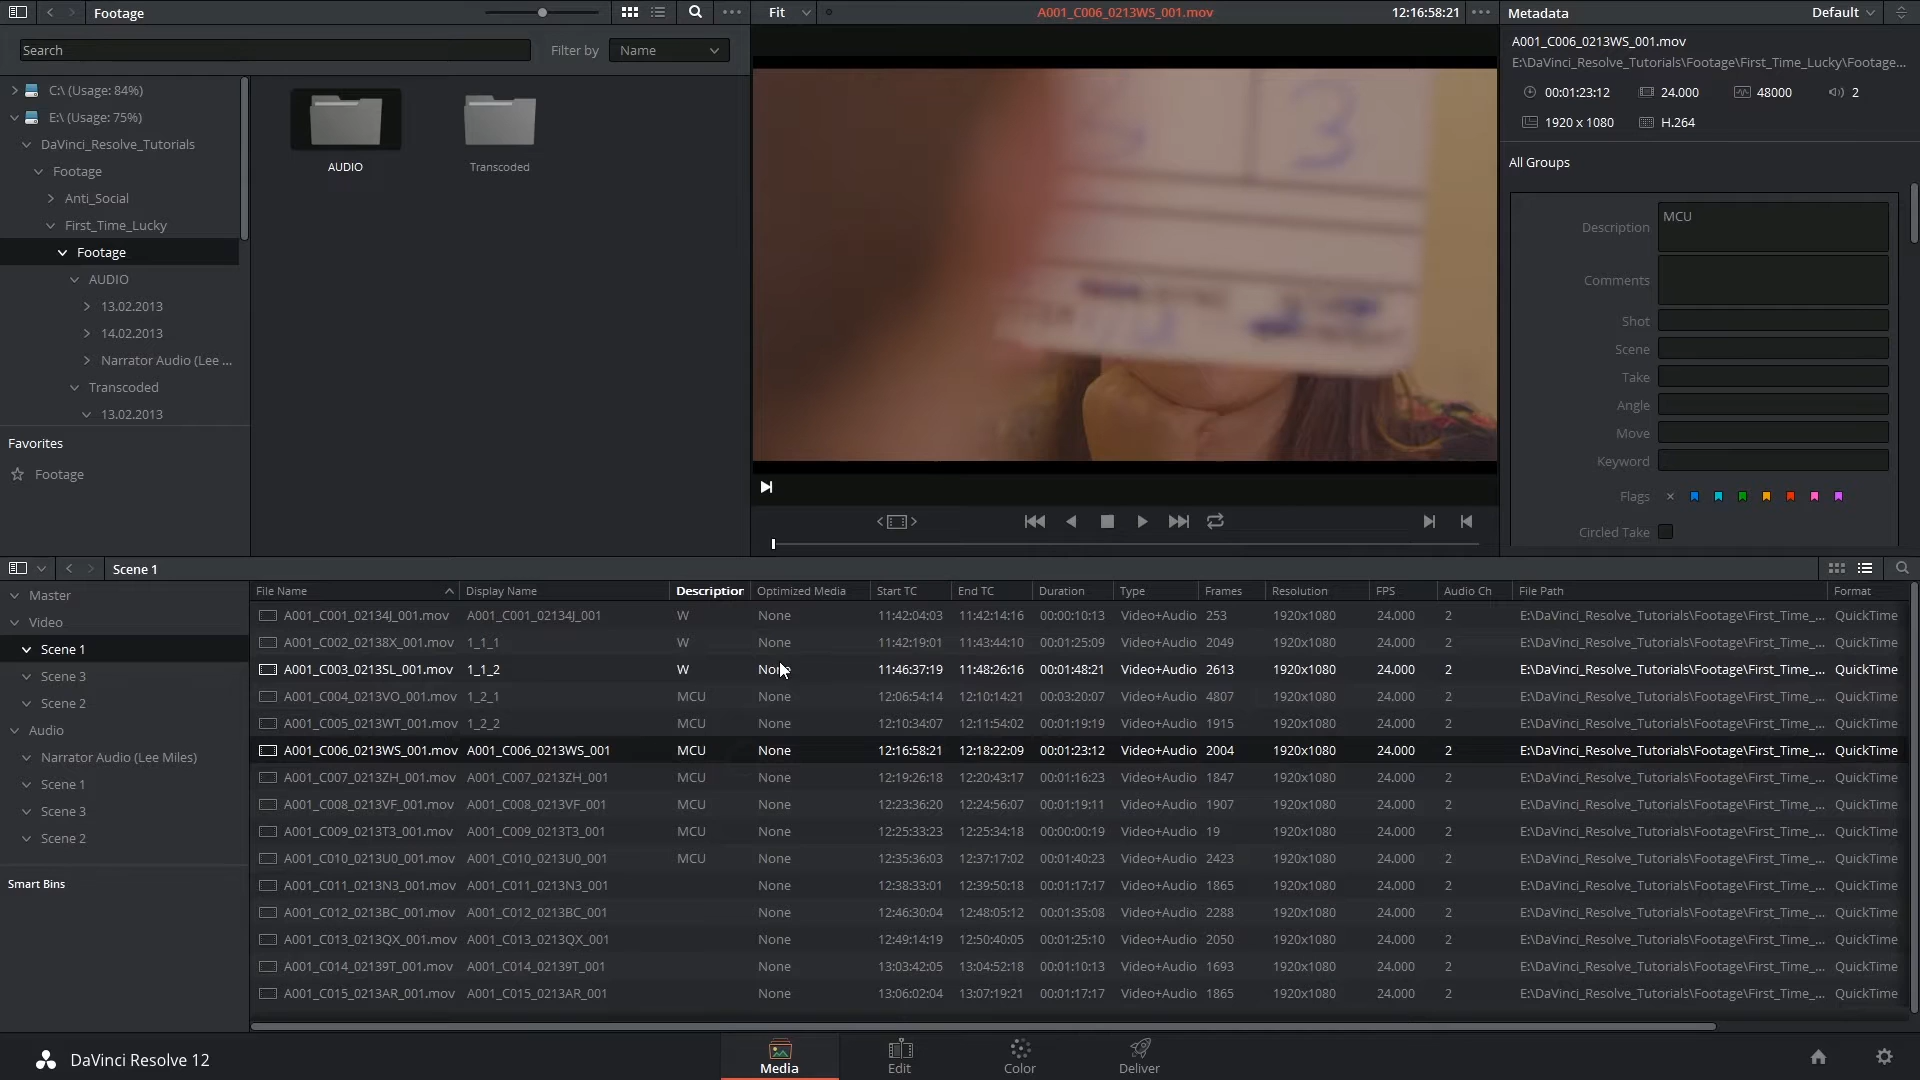 Footage
Fit
A001_C006_0213WS_001.mov
12:16:58:21
Metadata
Default
Search
Filter by
Name
A001_C006_0213WS_001.mov
E:\DaVinci_Resolve_Tutorials\Footage\First_Time_Lucky\Footage...
00:01:23:12
24.000
48000
2
1920 x 1080
H.264
C:\ (Usage: 84%)
E:\ (Usage: 75%)
DaVinci_Resolve_Tutorials
Footage
Anti_Social
First_Time_Lucky
Footage
AUDIO
13.02.2013
14.02.2013
Narrator Audio (Lee ...
Transcoded
13.02.2013
Favorites
Footage
AUDIO
Transcoded
3
All Groups
Description
MCU
Comments
Shot
Scene
Take
Angle
Move
Keyword
Flags
Circled Take
Scene 1
Master
Video
Scene 1
Scene 3
Scene 2
Audio
Narrator Audio (Lee Miles)
Scene 1
Scene 3
Scene 2
Smart Bins
File Name Display Name Description Optimized Media Start TC End TC Duration Type Frames Resolution FPS Audio Ch File Path Format
A001_C001_02134J_001.mov A001_C001_02134J_001 W None 11:42:04:03 11:42:14:16 00:00:10:13 Video+Audio 253 1920x1080 24.000 2 E:\DaVinci_Resolve_Tutorials\Footage\First_Time_... QuickTime
A001_C002_02138X_001.mov 1_1_1 W None 11:42:19:01 11:43:44:10 00:01:25:09 Video+Audio 2049 1920x1080 24.000 2 E:\DaVinci_Resolve_Tutorials\Footage\First_Time_... QuickTime
A001_C003_0213SL_001.mov 1_1_2 W None 11:46:37:19 11:48:26:16 00:01:48:21 Video+Audio 2613 1920x1080 24.000 2 E:\DaVinci_Resolve_Tutorials\Footage\First_Time_... QuickTime
A001_C004_0213VO_001.mov 1_2_1 MCU None 12:06:54:14 12:10:14:21 00:03:20:07 Video+Audio 4807 1920x1080 24.000 2 E:\DaVinci_Resolve_Tutorials\Footage\First_Time_... QuickTime
A001_C005_0213WT_001.mov 1_2_2 MCU None 12:10:34:07 12:11:54:02 00:01:19:19 Video+Audio 1915 1920x1080 24.000 2 E:\DaVinci_Resolve_Tutorials\Footage\First_Time_... QuickTime
A001_C006_0213WS_001.mov A001_C006_0213WS_001 MCU None 12:16:58:21 12:18:22:09 00:01:23:12 Video+Audio 2004 1920x1080 24.000 2 E:\DaVinci_Resolve_Tutorials\Footage\First_Time_... QuickTime
A001_C007_0213ZH_001.mov A001_C007_0213ZH_001 MCU None 12:19:26:18 12:20:43:17 00:01:16:23 Video+Audio 1847 1920x1080 24.000 2 E:\DaVinci_Resolve_Tutorials\Footage\First_Time_... QuickTime
A001_C008_0213VF_001.mov A001_C008_0213VF_001 MCU None 12:23:36:20 12:24:56:07 00:01:19:11 Video+Audio 1907 1920x1080 24.000 2 E:\DaVinci_Resolve_Tutorials\Footage\First_Time_... QuickTime
A001_C009_0213T3_001.mov A001_C009_0213T3_001 MCU None 12:25:33:23 12:25:34:18 00:00:00:19 Video+Audio 19 1920x1080 24.000 2 E:\DaVinci_Resolve_Tutorials\Footage\First_Time_... QuickTime
A001_C010_0213U0_001.mov A001_C010_0213U0_001 MCU None 12:35:36:03 12:37:17:02 00:01:40:23 Video+Audio 2423 1920x1080 24.000 2 E:\DaVinci_Resolve_Tutorials\Footage\First_Time_... QuickTime
A001_C011_0213N3_001.mov A001_C011_0213N3_001 None 12:38:33:01 12:39:50:18 00:01:17:17 Video+Audio 1865 1920x1080 24.000 2 E:\DaVinci_Resolve_Tutorials\Footage\First_Time_... QuickTime
A001_C012_0213BC_001.mov A001_C012_0213BC_001 None 12:46:30:04 12:48:05:12 00:01:35:08 Video+Audio 2288 1920x1080 24.000 2 E:\DaVinci_Resolve_Tutorials\Footage\First_Time_... QuickTime
A001_C013_0213QX_001.mov A001_C013_0213QX_001 None 12:49:14:19 12:50:40:05 00:01:25:10 Video+Audio 2050 1920x1080 24.000 2 E:\DaVinci_Resolve_Tutorials\Footage\First_Time_... QuickTime
A001_C014_02139T_001.mov A001_C014_02139T_001 None 13:03:42:05 13:04:52:18 00:01:10:13 Video+Audio 1693 1920x1080 24.000 2 E:\DaVinci_Resolve_Tutorials\Footage\First_Time_... QuickTime
A001_C015_0213AR_001.mov A001_C015_0213AR_001 None 13:06:02:04 13:07:19:21 00:01:17:17 Video+Audio 1865 1920x1080 24.000 2 E:\DaVinci_Resolve_Tutorials\Footage\First_Time_... QuickTime
DaVinci Resolve 12
Media
Edit
Color
Deliver